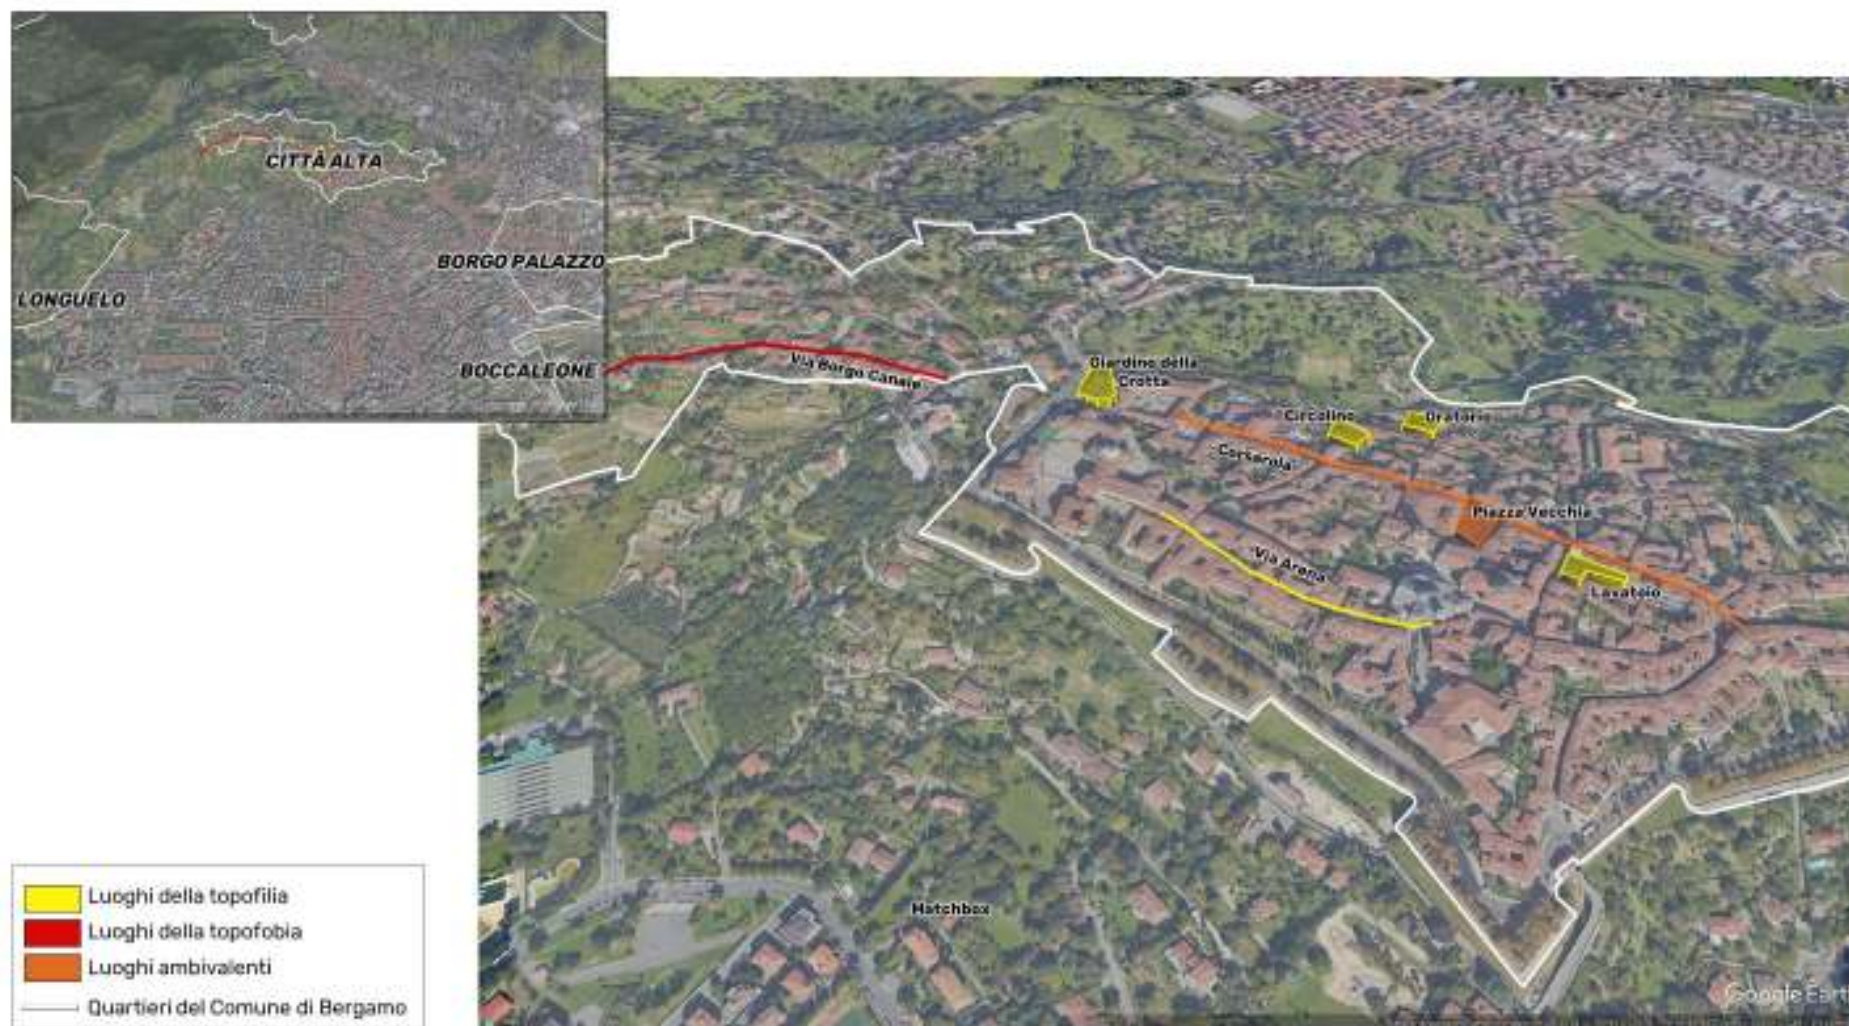 CITTÀ ALTA
BORGO PALAZZO
LONGUELO
BOCCALEONE
Via Borgo Canale
Giardino della
Crotta
Circolino
Oratorio
Corsarola
Piazza Vecchia
Via Arena
Lavatoio
Matchbox
Luoghi della topofilia
Luoghi della topofobia
Luoghi ambivalenti
Quartieri del Comune di Bergamo
Google Eart